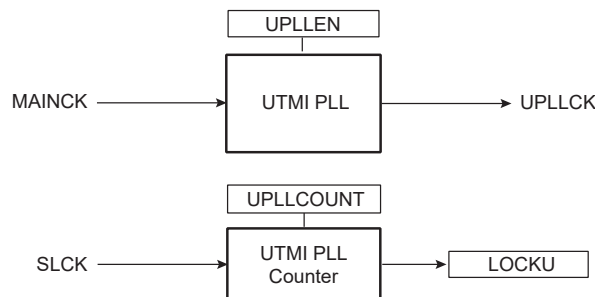 UPLLEN
MAINCK
UTMI PLL
UPLLCK
UPLLCOUNT
SLCK
UTMI PLL
Counter
LOCKU